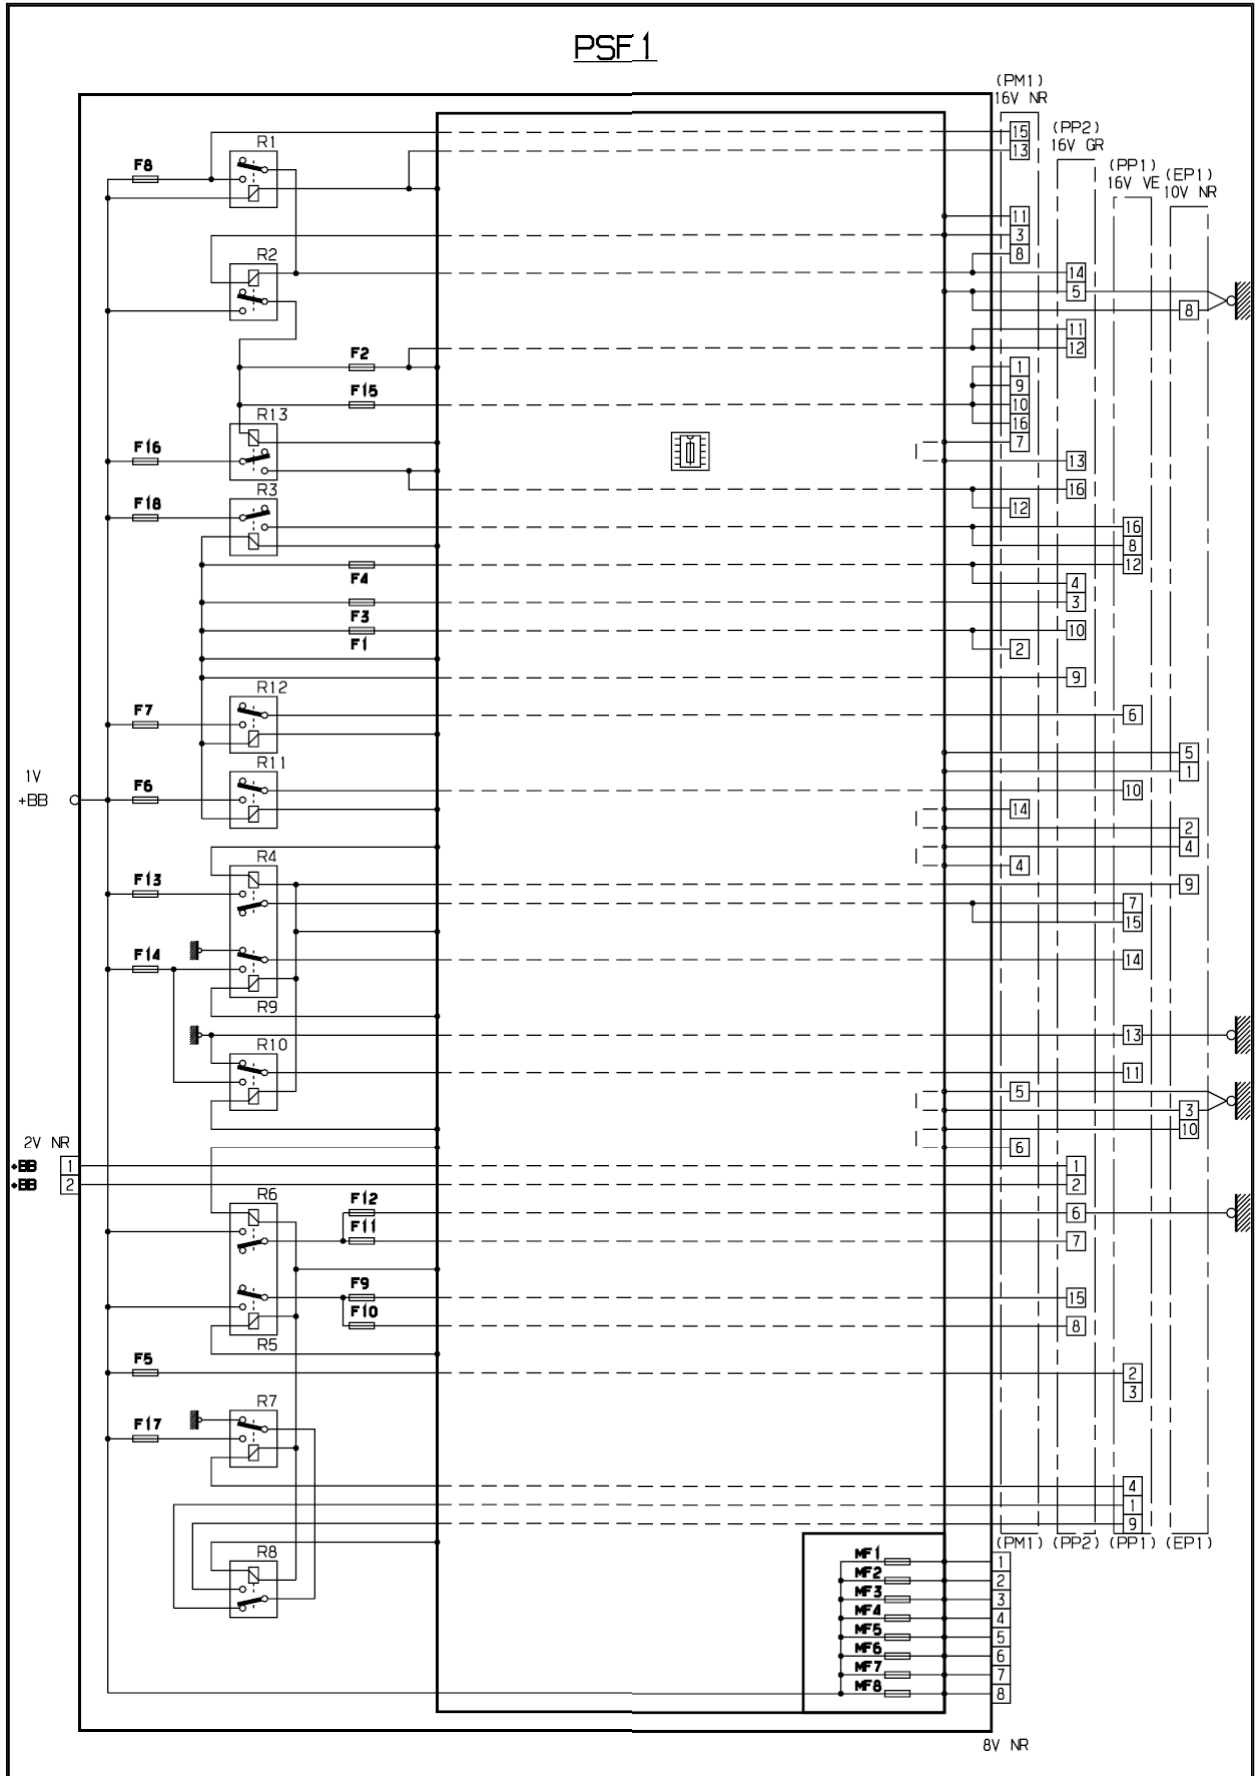 PSF1
(PM1)
16V NR
(PP2)
16V GR
(PP1)
16V VE
(EP1)
10V NR
R1
15
F8
13
11
3
R2
8
14
5
8
11
F2
12
1
9
F15
10
R13
16
F16
7
13
R3
16
F18
12
16
8
12
F4
4
3
F3
10
F1
2
9
R12
F7
6
5
R11
1
1V
+BB
F6
10
14
2
R4
4
4
F13
9
7
15
F14
14
R9
13
R10
11
5
3
10
2V NR
6
+BB
1
1
+BB
2
2
R6
F12
6
F11
7
F9
15
F10
8
R5
F5
2
3
R7
F17
4
1
9
(PM1) (PP2) (PP1) (EP1)
R8
MF1
1
MF2
2
MF3
3
MF4
4
MF5
5
MF6
6
MF7
7
MF8
8
8V NR